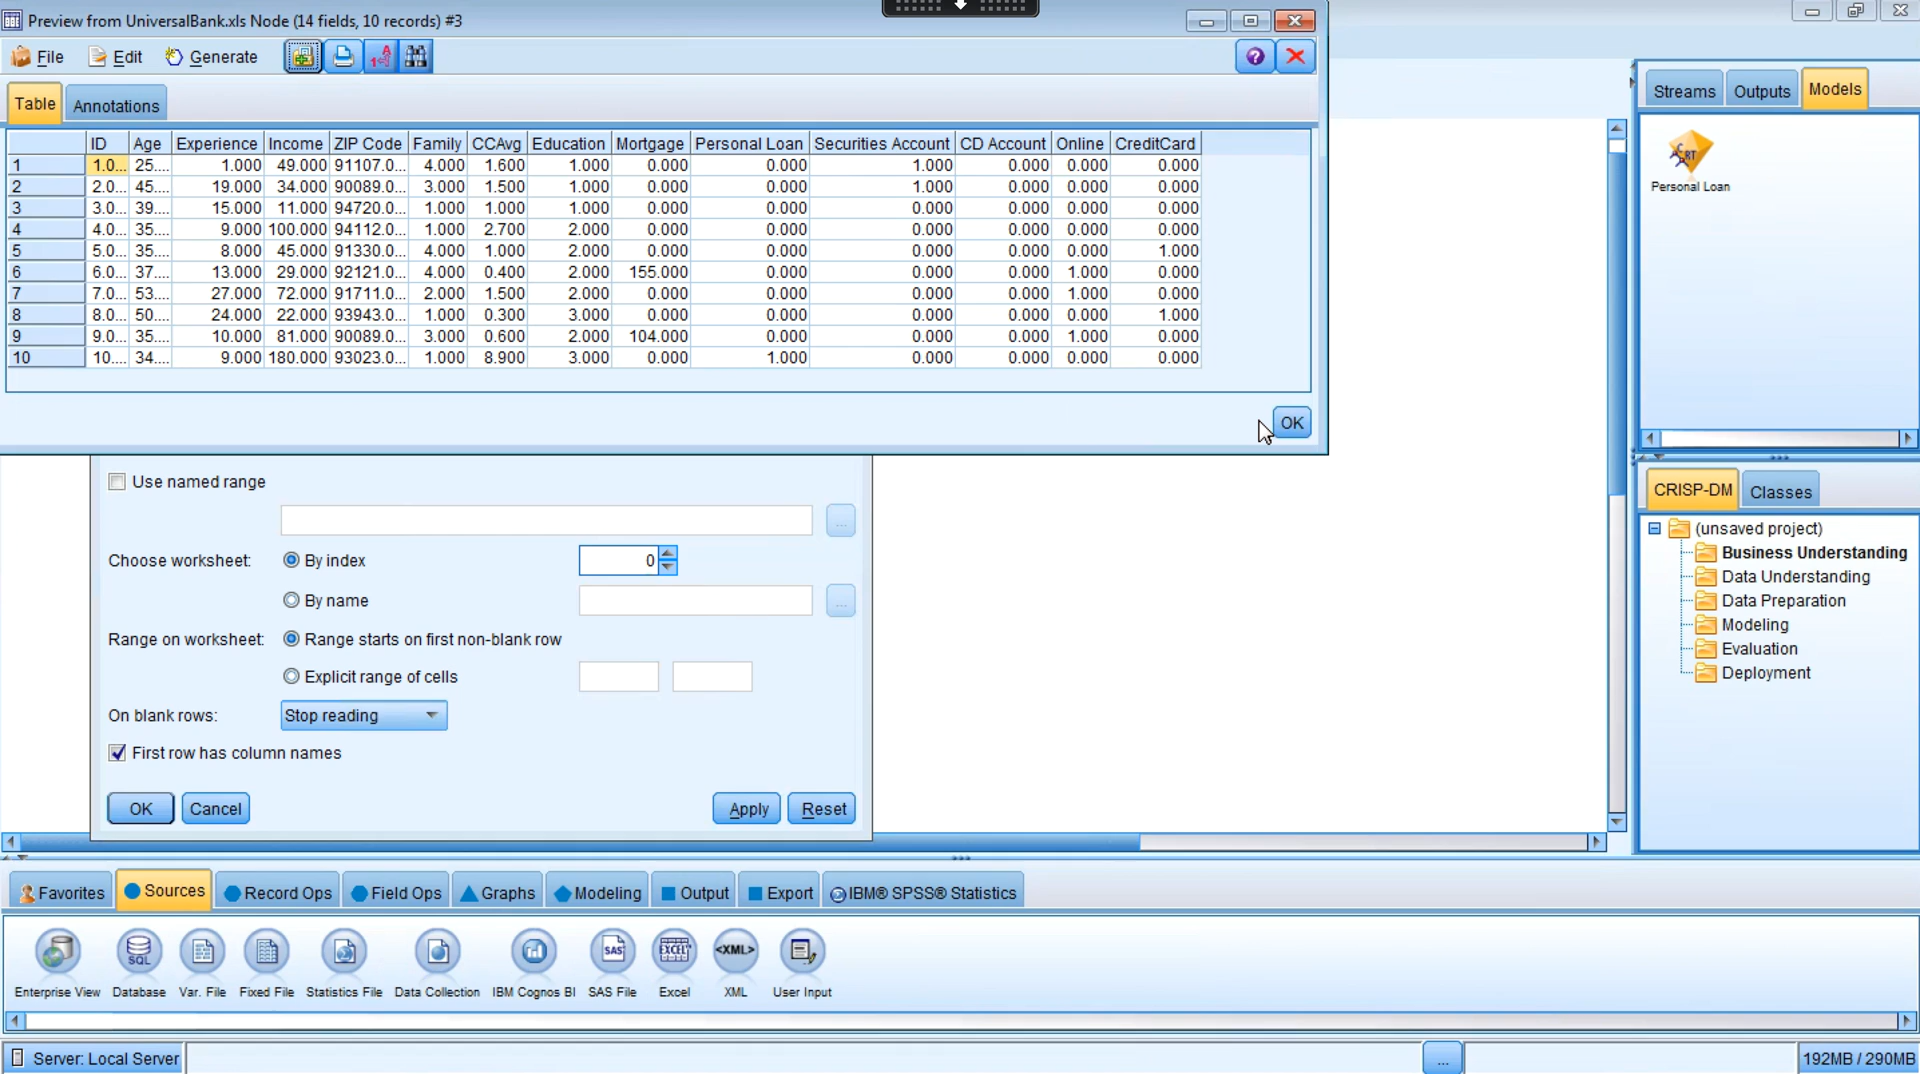 Preview from UniversalBank.xls Node (14 fields, 10 records) #3
File Edit Generate
Table Annotations
ID Age Experience Income ZIP Code Family CCAvg Education Mortgage Personal Loan Securities Account CD Account Online CreditCard
1 1.0... 25.... 1.000 49.000 91107.0... 4.000 1.600 1.000 0.000 0.000 1.000 0.000 0.000 0.000
2 2.0... 45.... 19.000 34.000 90089.0... 3.000 1.500 1.000 0.000 0.000 1.000 0.000 0.000 0.000
3 3.0... 39.... 15.000 11.000 94720.0... 1.000 1.000 1.000 0.000 0.000 0.000 0.000 0.000 0.000
4 4.0... 35.... 9.000 100.000 94112.0... 1.000 2.700 2.000 0.000 0.000 0.000 0.000 0.000 0.000
5 5.0... 35.... 8.000 45.000 91330.0... 4.000 1.000 2.000 0.000 0.000 0.000 0.000 0.000 1.000
6 6.0... 37.... 13.000 29.000 92121.0... 4.000 0.400 2.000 155.000 0.000 0.000 0.000 1.000 0.000
7 7.0... 53.... 27.000 72.000 91711.0... 2.000 1.500 2.000 0.000 0.000 0.000 0.000 1.000 0.000
8 8.0... 50.... 24.000 22.000 93943.0... 1.000 0.300 3.000 0.000 0.000 0.000 0.000 0.000 1.000
9 9.0... 35.... 10.000 81.000 90089.0... 3.000 0.600 2.000 104.000 0.000 0.000 0.000 1.000 0.000
10 10.... 34.... 9.000 180.000 93023.0... 1.000 8.900 3.000 0.000 1.000 0.000 0.000 0.000 0.000
OK
Use named range
...
Choose worksheet: By index 0
By name ...
Range on worksheet: Range starts on first non-blank row
Explicit range of cells
On blank rows: Stop reading
First row has column names
OK Cancel Apply Reset
Streams Outputs Models
C&RT
Personal Loan
CRISP-DM Classes
(unsaved project)
Business Understanding
Data Understanding
Data Preparation
Modeling
Evaluation
Deployment
Favorites Sources Record Ops Field Ops Graphs Modeling Output Export IBM® SPSS® Statistics
SQL SAS EXCEL <XML>
Enterprise View Database Var. File Fixed File Statistics File Data Collection IBM Cognos BI SAS File Excel XML User Input
Server: Local Server ... 192MB / 290MB